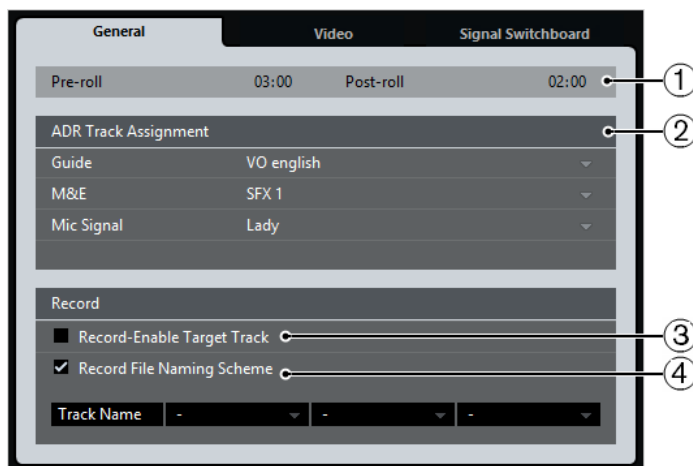 General Video Signal Switchboard
Pre-roll 03:00 Post-roll 02:00 1
ADR Track Assignment 2
Guide VO english
M&E SFX 1
Mic Signal Lady
Record
Record-Enable Target Track 3
Record File Naming Scheme 4
Track Name - - -